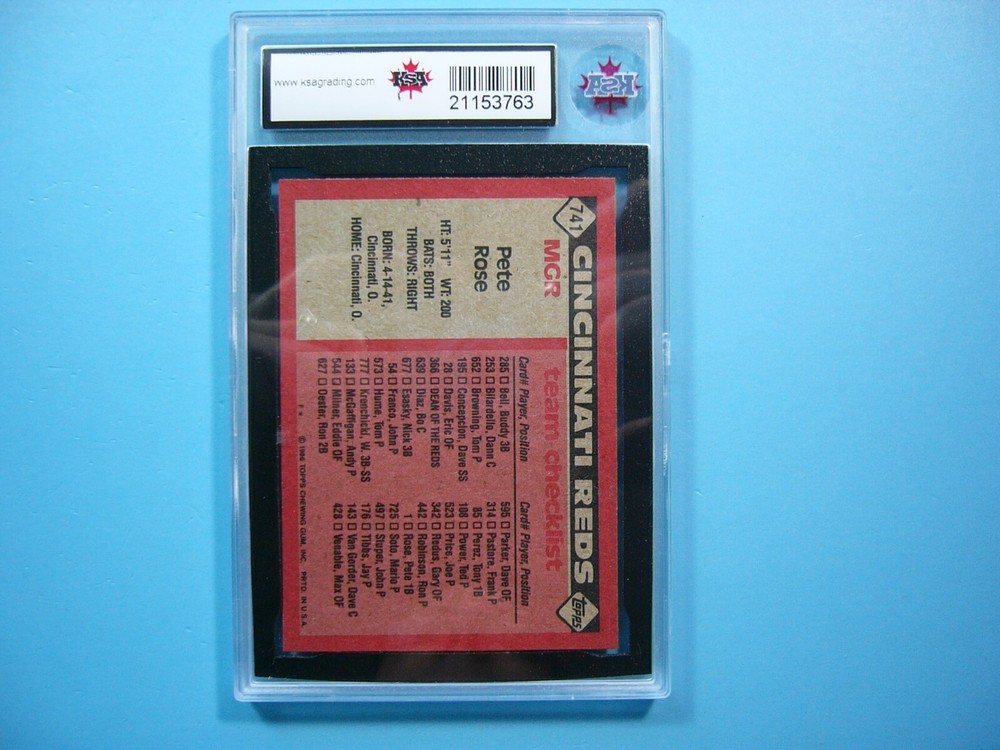 www.ksagrading.com
KSA
21153763
KSA
741
CINCINNATI REDS
TOPPS
MGR
team checklist
Pete
Rose
HT: 5'11" WT: 200
BATS: BOTH
THROWS: RIGHT
BORN: 4-14-41,
Cincinnati, O.
HOME: Cincinnati, O.
Card# Player, Position
285 □ Bell, Buddy 3B
253 □ Bilardello, Dann C
652 □ Browning, Tom P
195 □ Concepcion, Dave SS
28 □ Davis, Eric OF
366 □ DEAN OF THE REDS
639 □ Diaz, Bo C
677 □ Esasky, Nick 3B
54 □ Franco, John P
573 □ Hume, Tom P
777 □ Krenchicki, W. 3B-SS
133 □ McGaffigan, Andy P
544 □ Milner, Eddie OF
627 □ Oester, Ron 2B
Card# Player, Position
595 □ Parker, Dave OF
314 □ Pastore, Frank P
85 □ Perez, Tony 1B
108 □ Power, Ted P
523 □ Price, Joe P
342 □ Redus, Gary OF
442 □ Robinson, Ron P
1 □ Rose, Pete 1B
725 □ Soto, Mario P
497 □ Stuper, John P
176 □ Tibbs, Jay P
143 □ Van Gorder, Dave C
428 □ Venable, Max OF
© 1986 TOPPS CHEWING GUM, INC. PRTD. IN U.S.A.